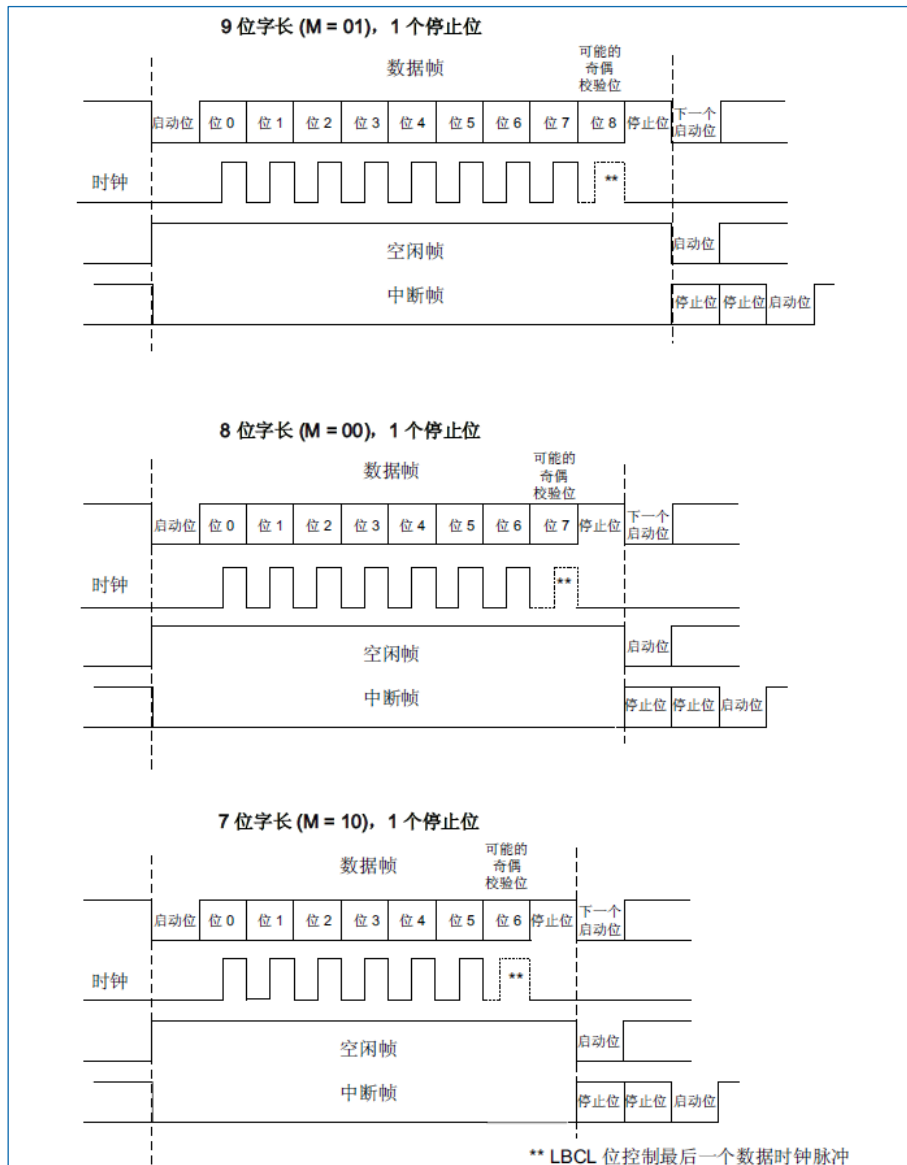 9 位字长 (M = 01)，1 个停止位
数据帧
可能的
奇偶
校验位
启动位 位 0 位 1 位 2 位 3 位 4 位 5 位 6 位 7 位 8 停止位 下一个
启动位
时钟
**
空闲帧
启动位
中断帧
停止位 停止位 启动位
8 位字长 (M = 00)，1 个停止位
数据帧
可能的
奇偶
校验位
启动位 位 0 位 1 位 2 位 3 位 4 位 5 位 6 位 7 停止位 下一个
启动位
时钟
**
空闲帧
启动位
中断帧
停止位 停止位 启动位
7 位字长 (M = 10)，1 个停止位
数据帧
可能的
奇偶
校验位
启动位 位 0 位 1 位 2 位 3 位 4 位 5 位 6 停止位 下一个
启动位
时钟
**
空闲帧
启动位
中断帧
停止位 停止位 启动位
** LBCL 位控制最后一个数据时钟脉冲